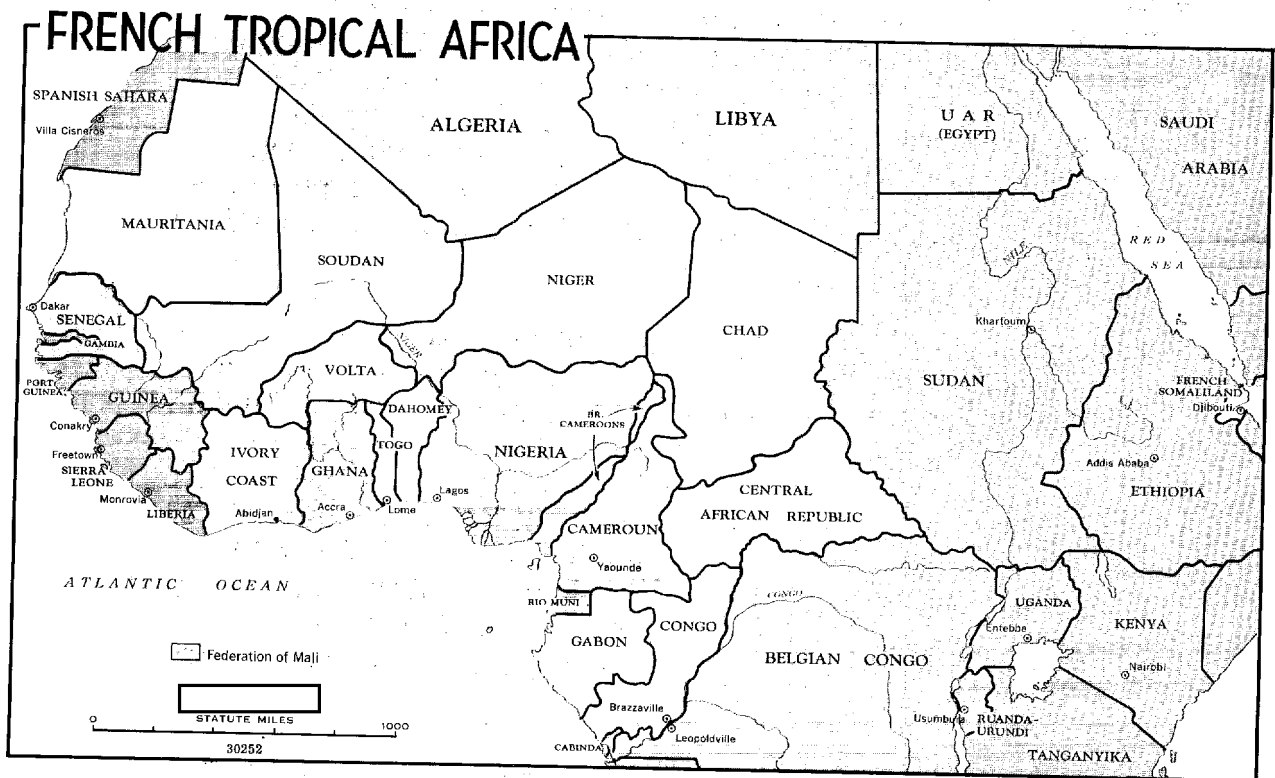 FRENCH TROPICAL AFRICA
SPANISH SAHARA
Villa Cisneros
ALGERIA
LIBYA
U A R
(EGYPT)
SAUDI
ARABIA
MAURITANIA
SOUDAN
NIGER
CHAD
NILE
RED
SEA
Dakar
SENEGAL
GAMBIA
Khartoum
NIGER
VOLTA
SUDAN
PORT.
GUINEA
GUINEA
DAHOMEY
BR.
CAMEROONS
FRENCH
SOMALILAND
Djibouti
Conakry
Freetown
SIERRA
LEONE
Monrovia
LIBERIA
IVORY
COAST
Abidjan
GHANA
Accra
TOGO
Lome
Lagos
NIGERIA
Addis Ababa
ETHIOPIA
CENTRAL
AFRICAN REPUBLIC
CAMEROUN
Yaounde
ATLANTIC OCEAN
RIO MUNI
GABON
CONGO
CONGO
BELGIAN CONGO
UGANDA
Entebbe
KENYA
Nairobi
Federation of Mali
STATUTE MILES
0
1000
30252
Brazzaville
Leopoldville
CABINDA
Usumbura
RUANDA-
URUNDI
TANGANYIKA